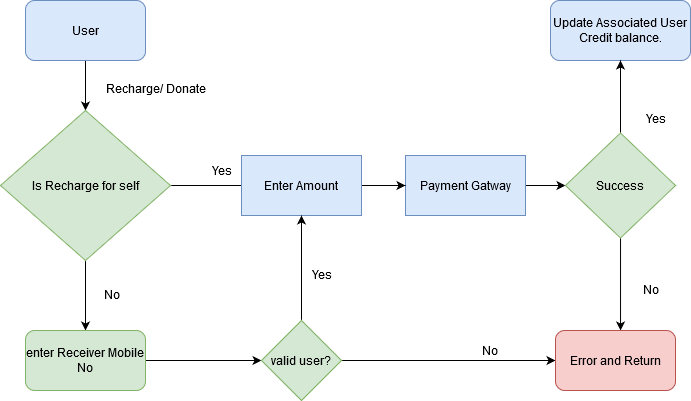 User
Update Associated User
Credit balance.
Recharge/ Donate
Yes
Is Recharge for self
Yes
Enter Amount
Payment Gatway
Success
No
Yes
No
enter Receiver Mobile
No
valid user?
No
Error and Return